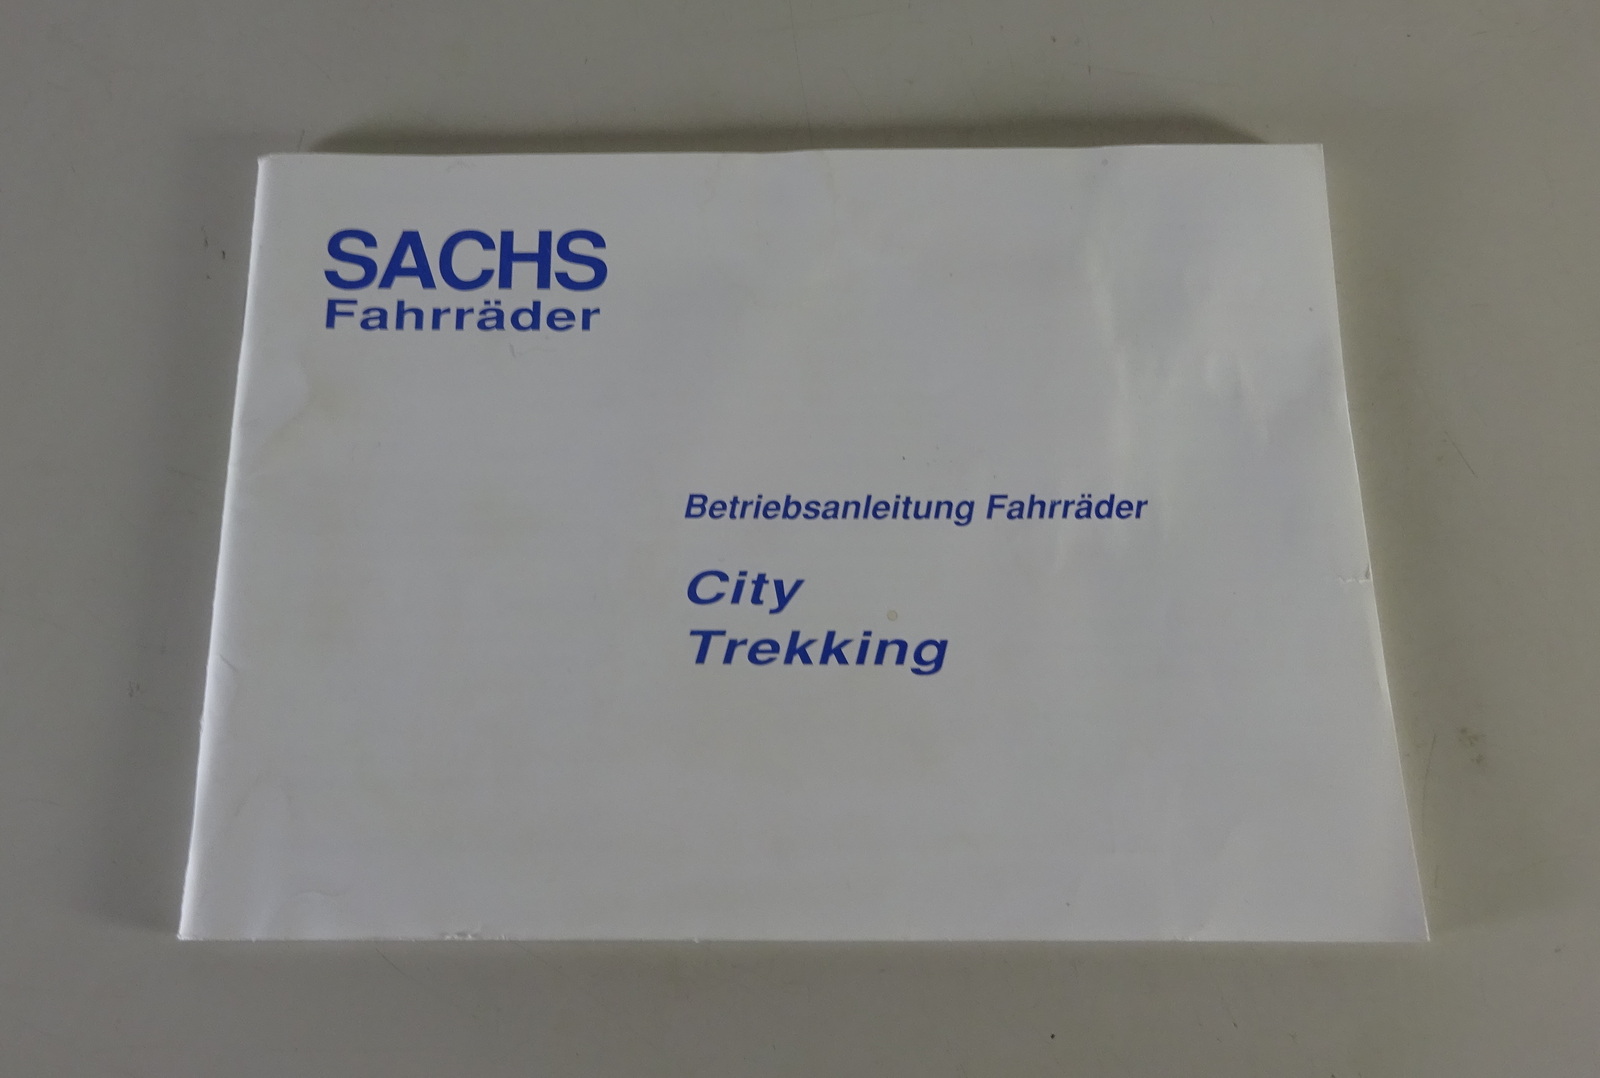 SACHS
Fahrräder
Betriebsanleitung Fahrräder
City
Trekking